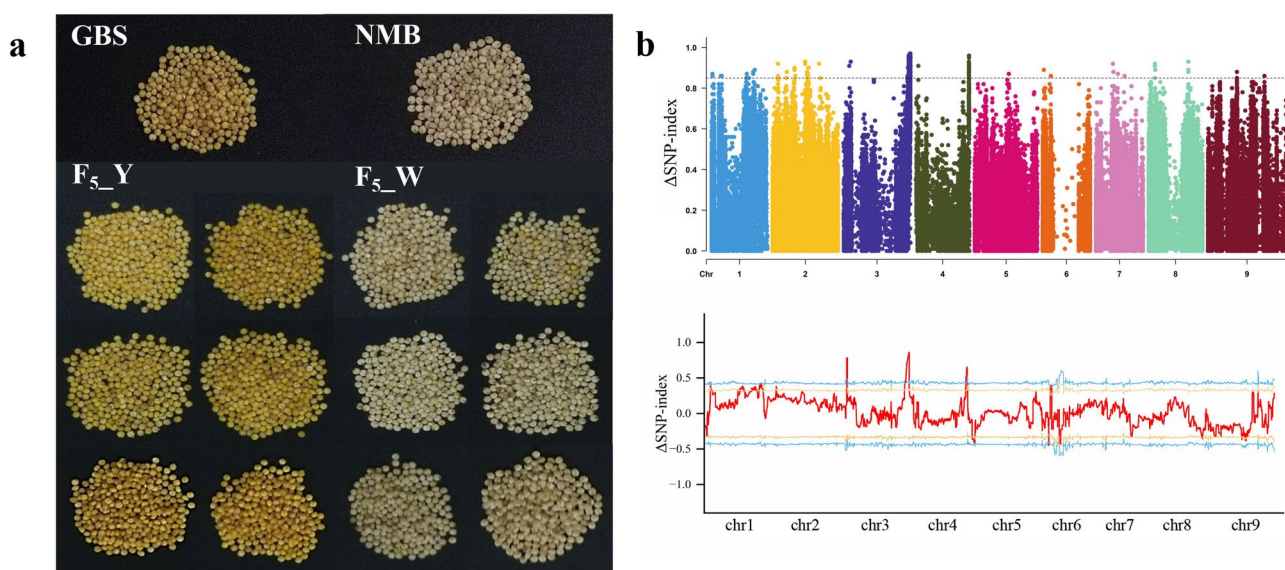 a
GBS
NMB
F₅_Y
F₅_W
b
ΔSNP-index
1.0
0.8
0.6
0.4
0.2
0.0
Chr 1 2 3 4 5 6 7 8 9
ΔSNP-index
1.0
0.5
0.0
−0.5
−1.0
chr1 chr2 chr3 chr4 chr5 chr6 chr7 chr8 chr9